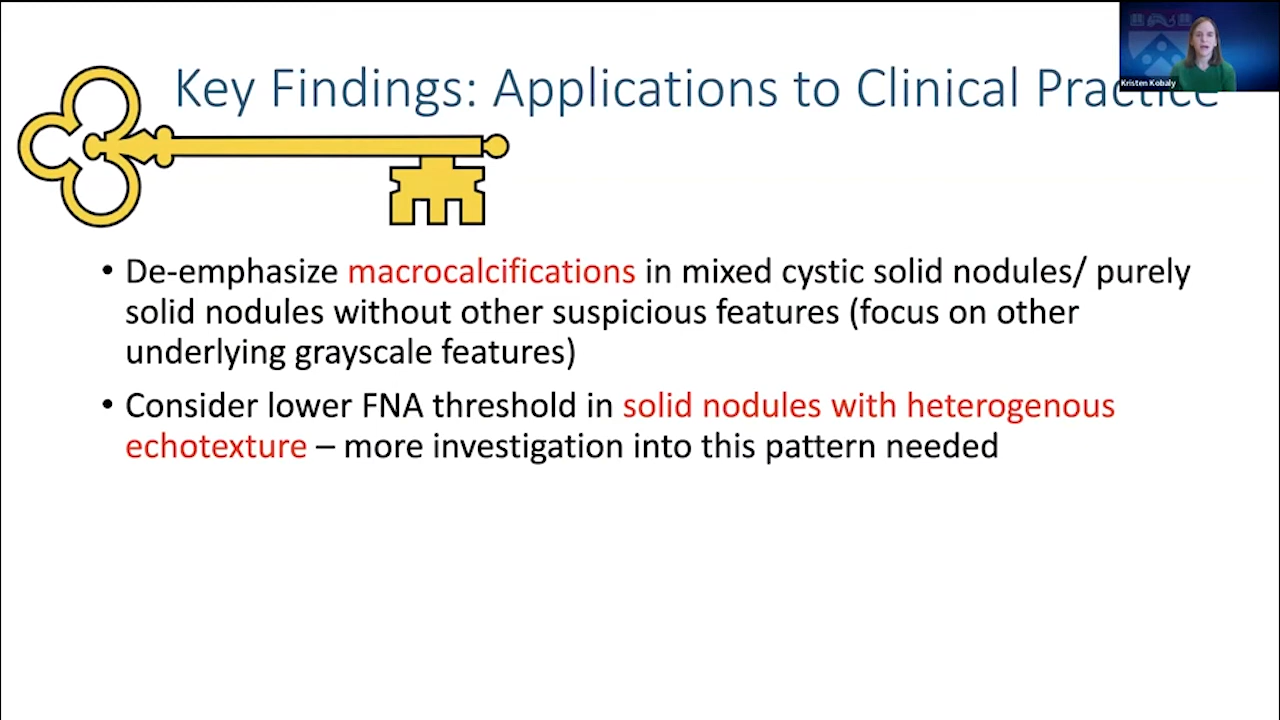 Key Findings: Applications to Clinical Practice
Kristen Kobaly
• De-emphasize macrocalcifications in mixed cystic solid nodules/ purely
solid nodules without other suspicious features (focus on other
underlying grayscale features)
• Consider lower FNA threshold in solid nodules with heterogenous
echotexture – more investigation into this pattern needed